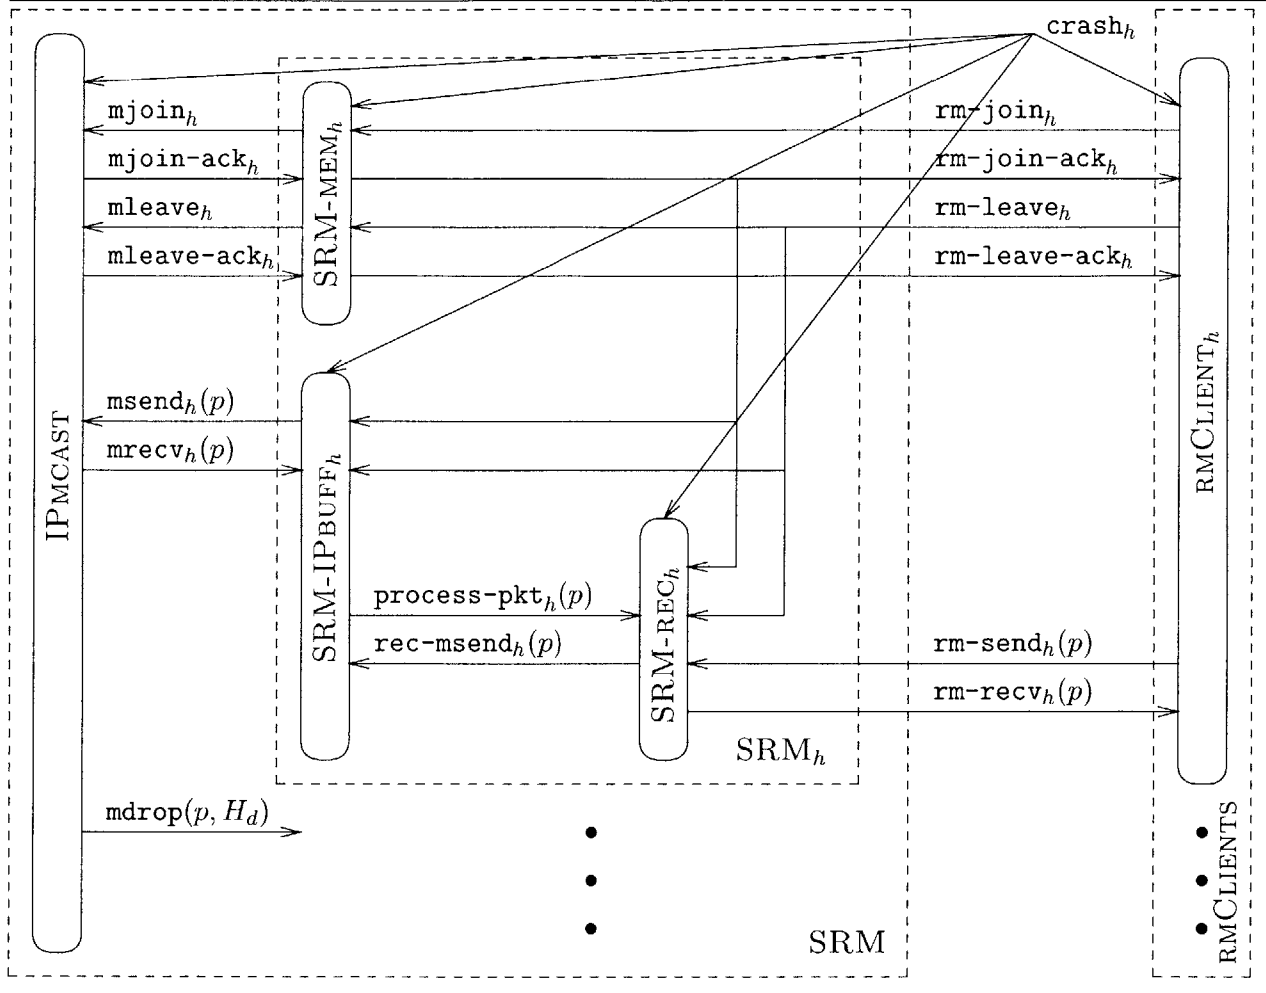 crash_h
mjoin_h
rm-join_h
mjoin-ack_h
rm-join-ack_h
mleave_h
rm-leave_h
mleave-ack_h
rm-leave-ack_h
SRM-MEM_h
msend_h(p)
mrecv_h(p)
IPMCAST
SRM-IPBUFF_h
RMCLIENT_h
process-pkt_h(p)
rec-msend_h(p)
SRM-REC_h
rm-send_h(p)
rm-recv_h(p)
SRM_h
mdrop(p, H_d)
SRM
RMCLIENTS